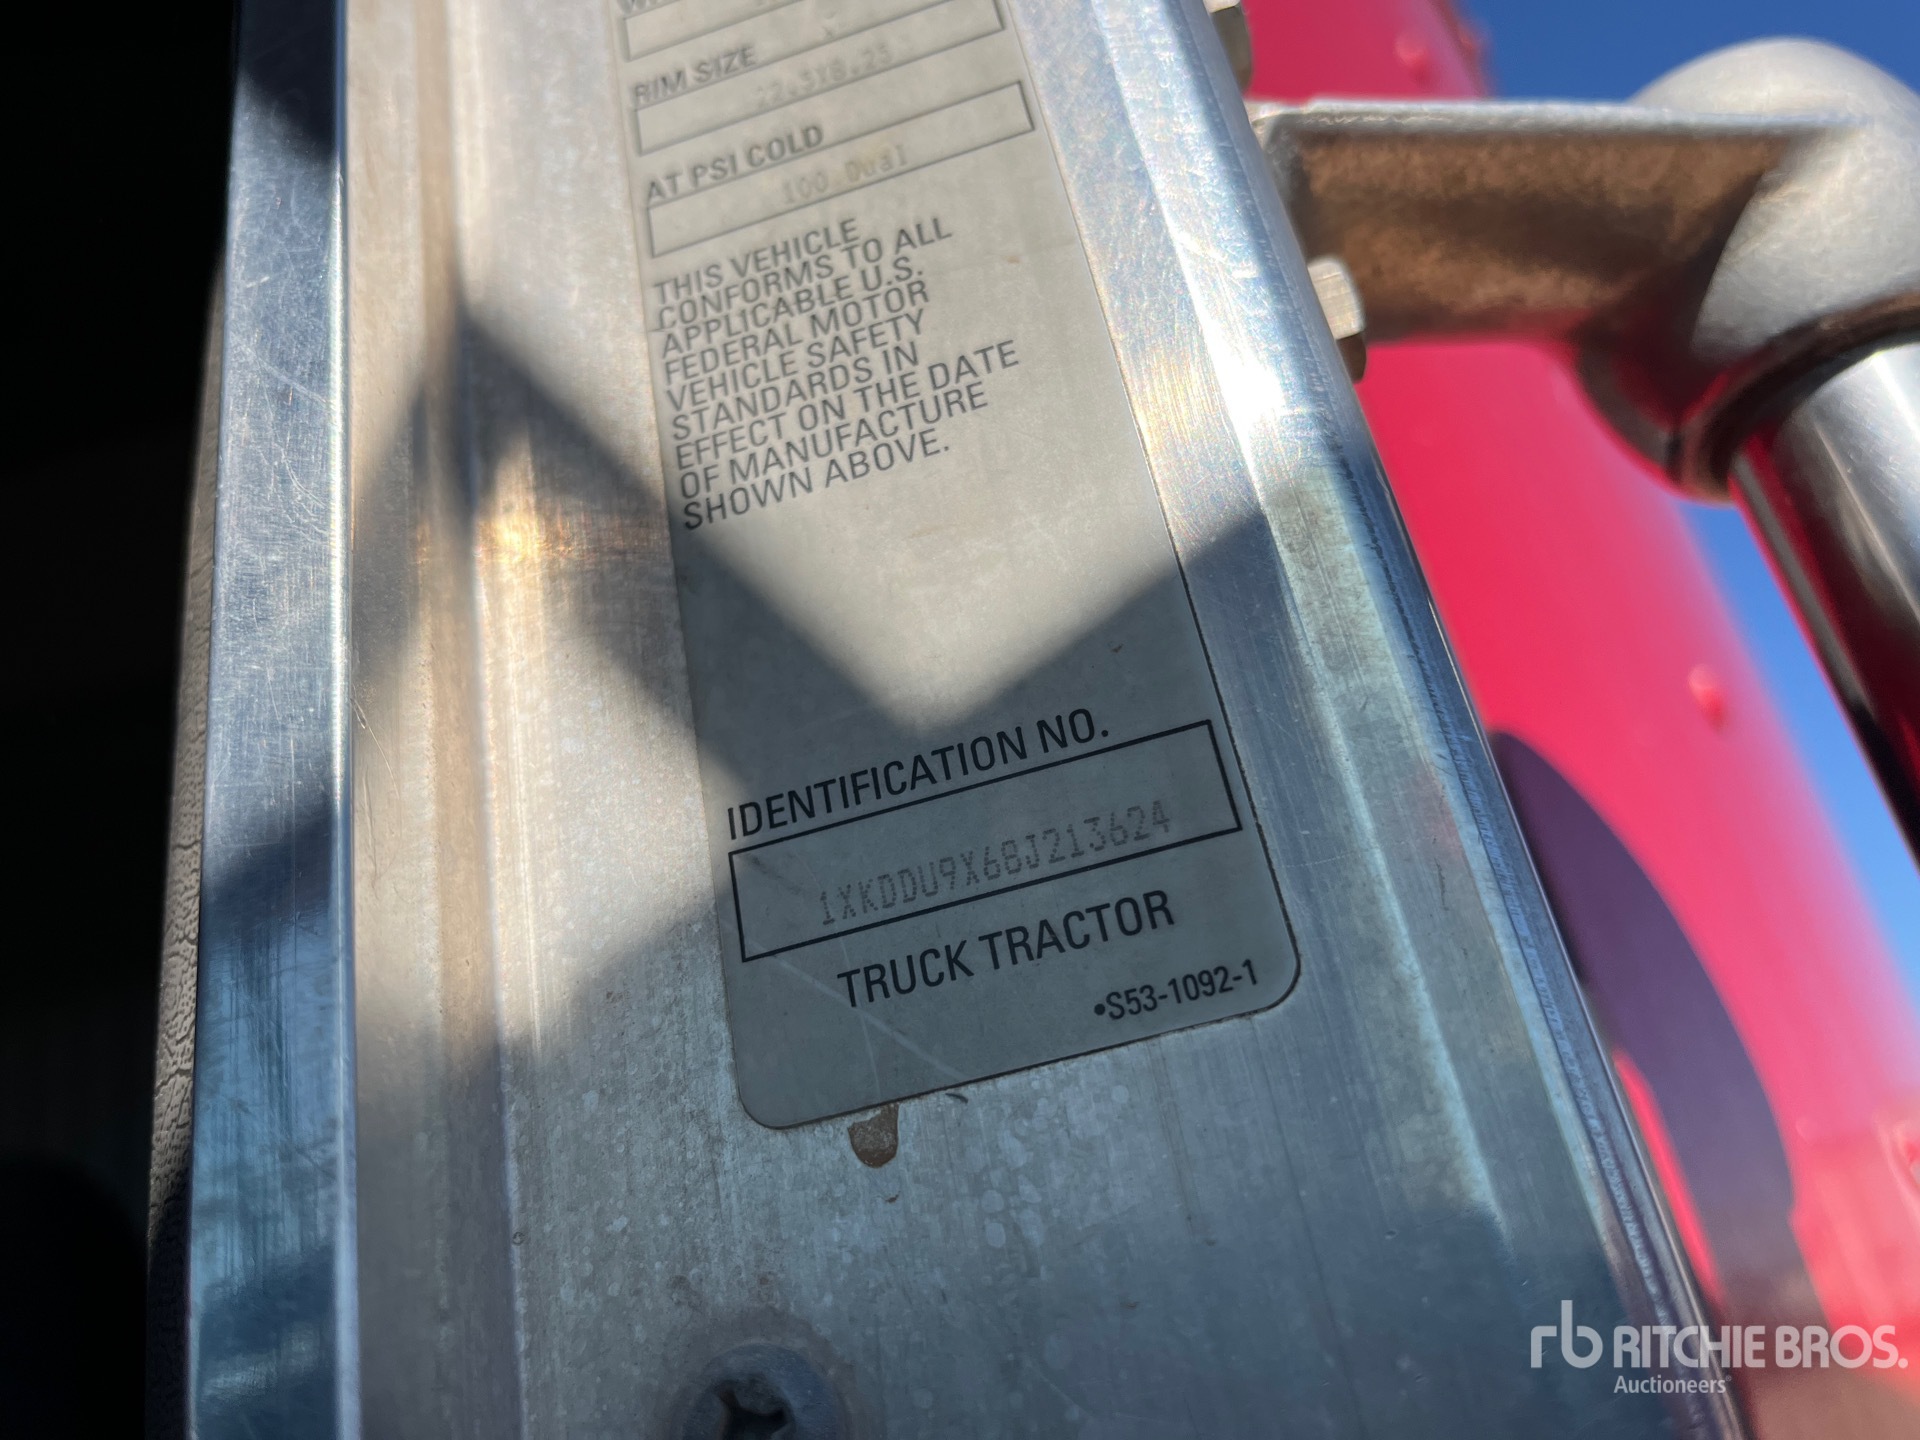 RIM SIZE
22.5X8.25
AT PSI COLD
100 Dual
THIS VEHICLE
CONFORMS TO ALL
APPLICABLE U.S.
FEDERAL MOTOR
VEHICLE SAFETY
STANDARDS IN
EFFECT ON THE DATE
OF MANUFACTURE
SHOWN ABOVE.
IDENTIFICATION NO.
1XKDDU9X68J213624
TRUCK TRACTOR
•S53-1092-1
rb RITCHIE BROS.
Auctioneers